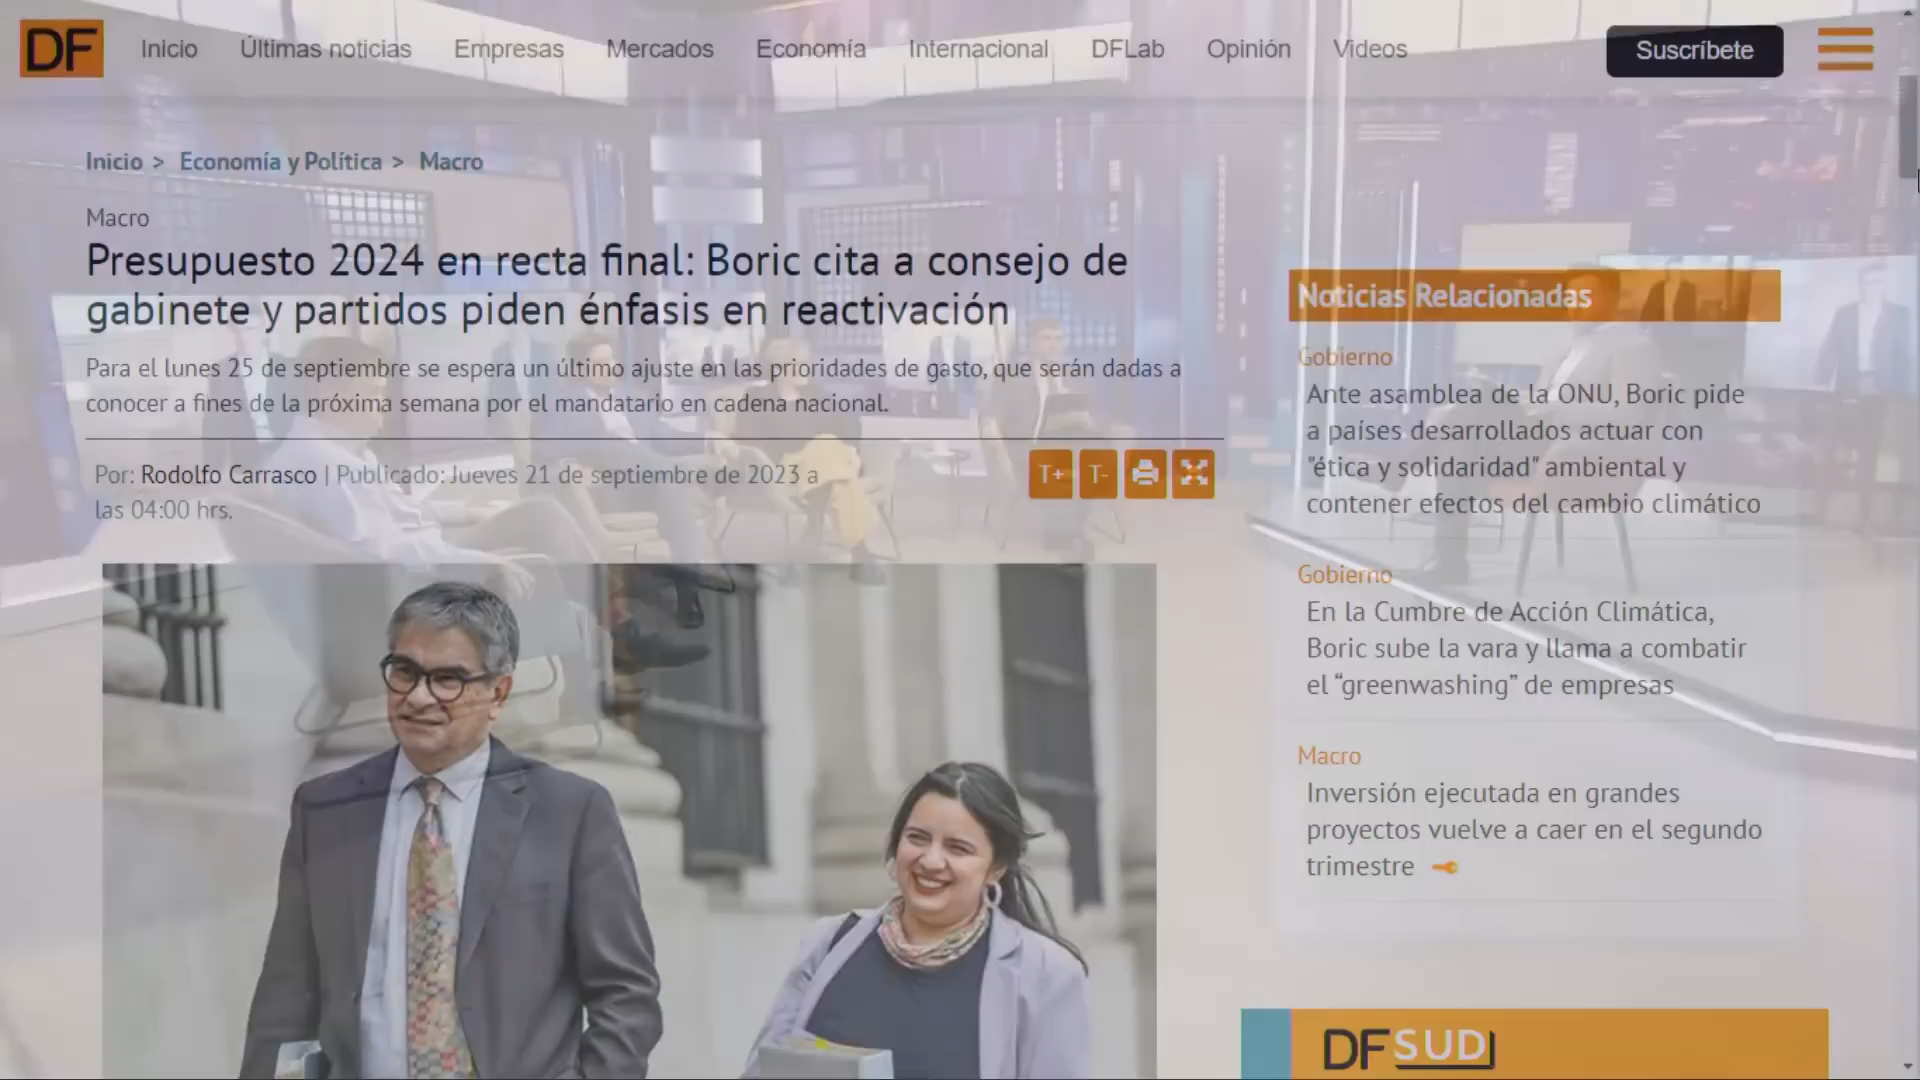 DF
Inicio
Últimas noticias
Empresas
Mercados
Economía
Internacional
DFLab
Opinión
Videos
Suscríbete
Inicio > Economía y Política > Macro
Macro
Presupuesto 2024 en recta final: Boric cita a consejo de
gabinete y partidos piden énfasis en reactivación
Para el lunes 25 de septiembre se espera un último ajuste en las prioridades de gasto, que serán dadas a
conocer a fines de la próxima semana por el mandatario en cadena nacional.
Por: Rodolfo Carrasco | Publicado: Jueves 21 de septiembre de 2023 a
las 04:00 hrs.
T+
T-
Noticias Relacionadas
Gobierno
Ante asamblea de la ONU, Boric pide
a países desarrollados actuar con
"ética y solidaridad" ambiental y
contener efectos del cambio climático
Gobierno
En la Cumbre de Acción Climática,
Boric sube la vara y llama a combatir
el “greenwashing” de empresas
Macro
Inversión ejecutada en grandes
proyectos vuelve a caer en el segundo
trimestre
DFSUD